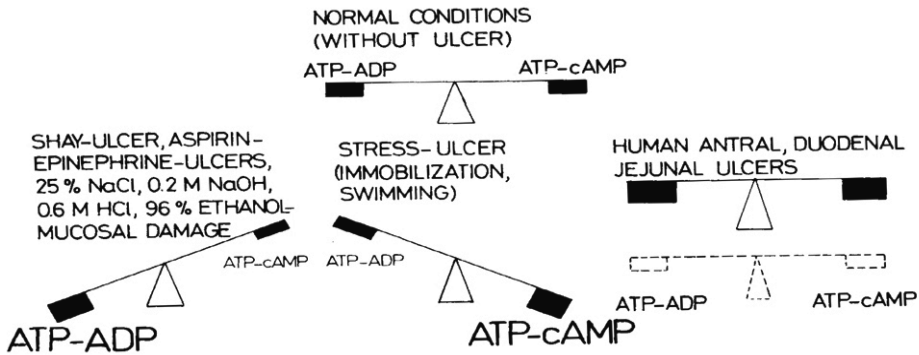 NORMAL CONDITIONS
(WITHOUT ULCER)
ATP-ADP
ATP-cAMP
SHAY-ULCER, ASPIRIN-
EPINEPHRINE-ULCERS,
25 % NaCl, 0.2 M NaOH,
0.6 M HCl, 96 % ETHANOL-
MUCOSAL DAMAGE
ATP-cAMP
ATP-ADP
STRESS-ULCER
(IMMOBILIZATION,
SWIMMING)
ATP-ADP
ATP-cAMP
HUMAN ANTRAL, DUODENAL
JEJUNAL ULCERS
ATP-ADP
ATP-cAMP